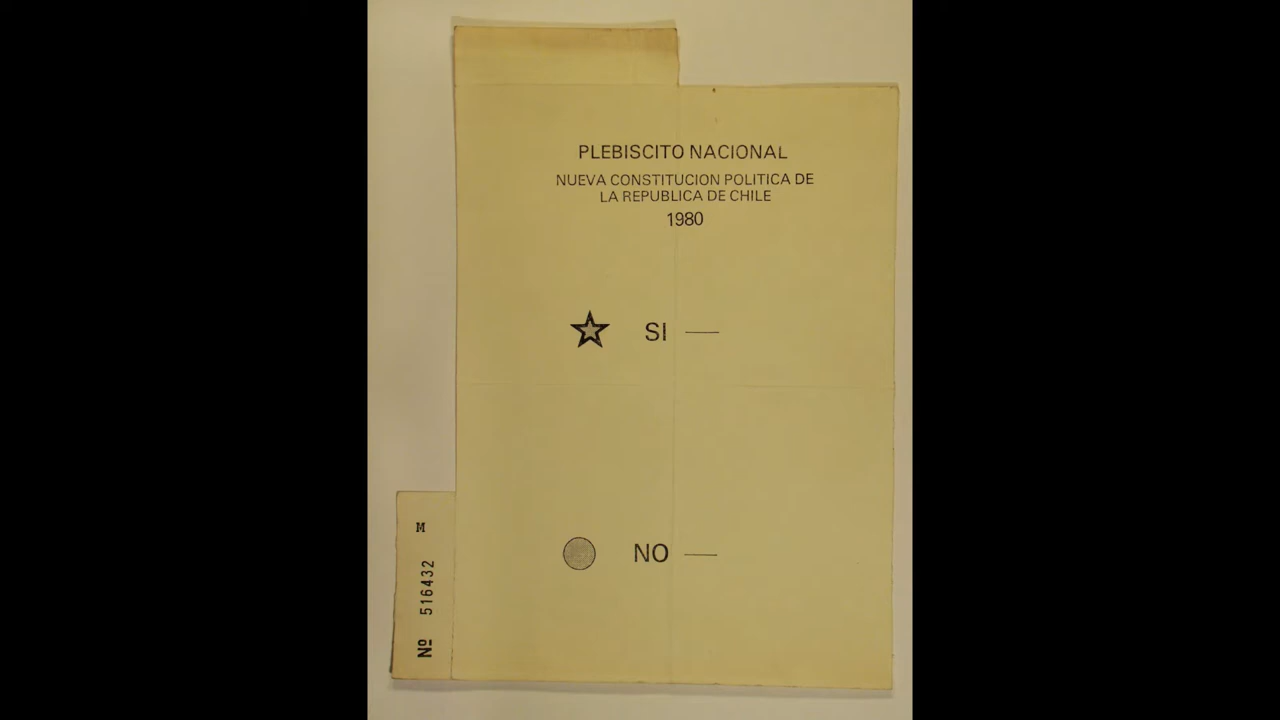 PLEBISCITO NACIONAL
NUEVA CONSTITUCION POLITICA DE
LA REPUBLICA DE CHILE
1980
SI —
NO —
Nº 516432 M